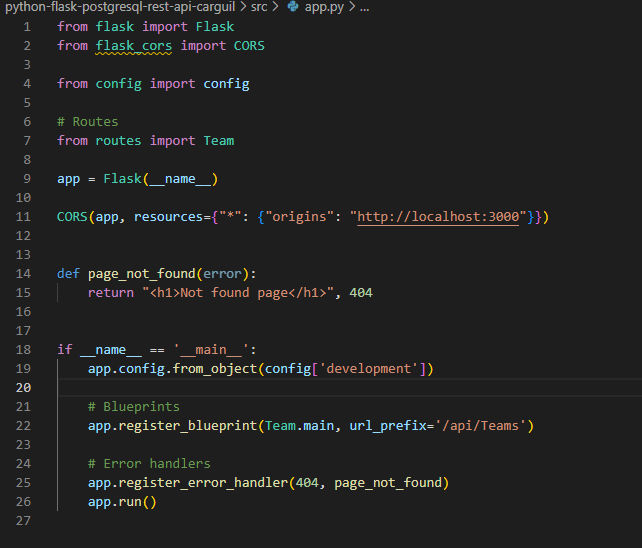 python-flask-postgresql-rest-api-carguil > src > app.py > ...
1 from flask import Flask
2 from flask_cors import CORS
3
4 from config import config
5
6 # Routes
7 from routes import Team
8
9 app = Flask(__name__)
10
11 CORS(app, resources={"*": {"origins": "http://localhost:3000"}})
12
13
14 def page_not_found(error):
15     return "<h1>Not found page</h1>", 404
16
17
18 if __name__ == '__main__':
19     app.config.from_object(config['development'])
20
21     # Blueprints
22     app.register_blueprint(Team.main, url_prefix='/api/Teams')
23
24     # Error handlers
25     app.register_error_handler(404, page_not_found)
26     app.run()
27